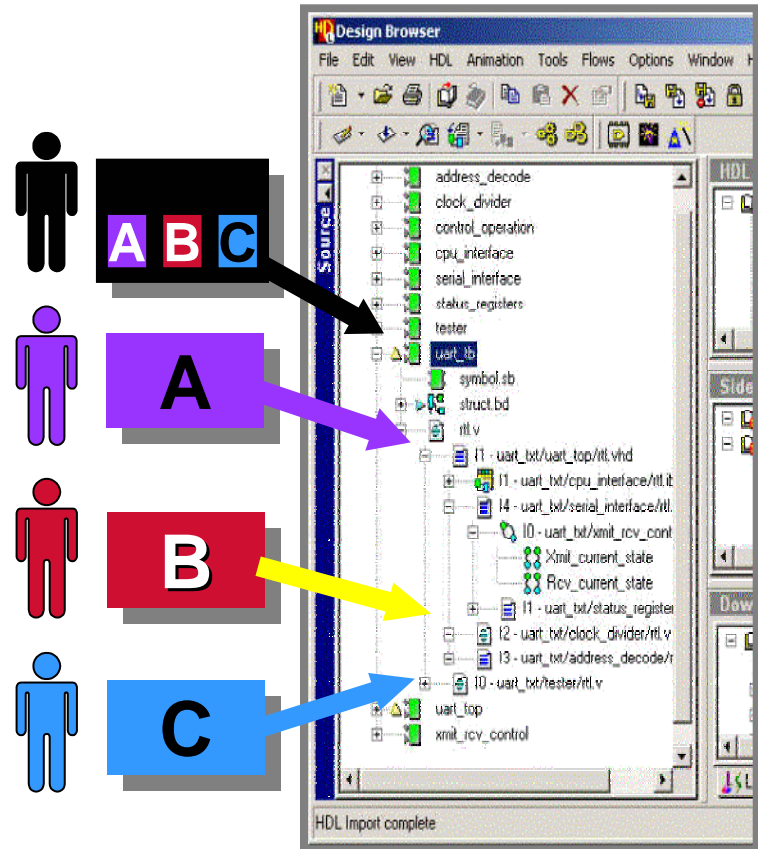 Design Browser
File Edit View HDL Animation Tools Flows Options Window H
Source
HDL
address_decode
clock_divider
control_operation
cpu_interface
serial_interface
status_registers
tester
uart_tb
symbol.sb
struct.bd
rtl.v
I1 - uart_txt/uart_top/rtl.vhd
I1 - uart_txt/cpu_interface/rtl.ib
I4 - uart_txt/serial_interface/rtl.
I0 - uart_txt/xmit_rcv_cont
Xmit_current_state
Rcv_current_state
I1 - uart_txt/status_register
I2 - uart_txt/clock_divider/rtl.v
I3 - uart_txt/address_decode/r
I0 - uart_txt/tester/rtl.v
uart_top
xmit_rcv_control
Side
Dow
L
HDL Import complete
A B C
A
B
C